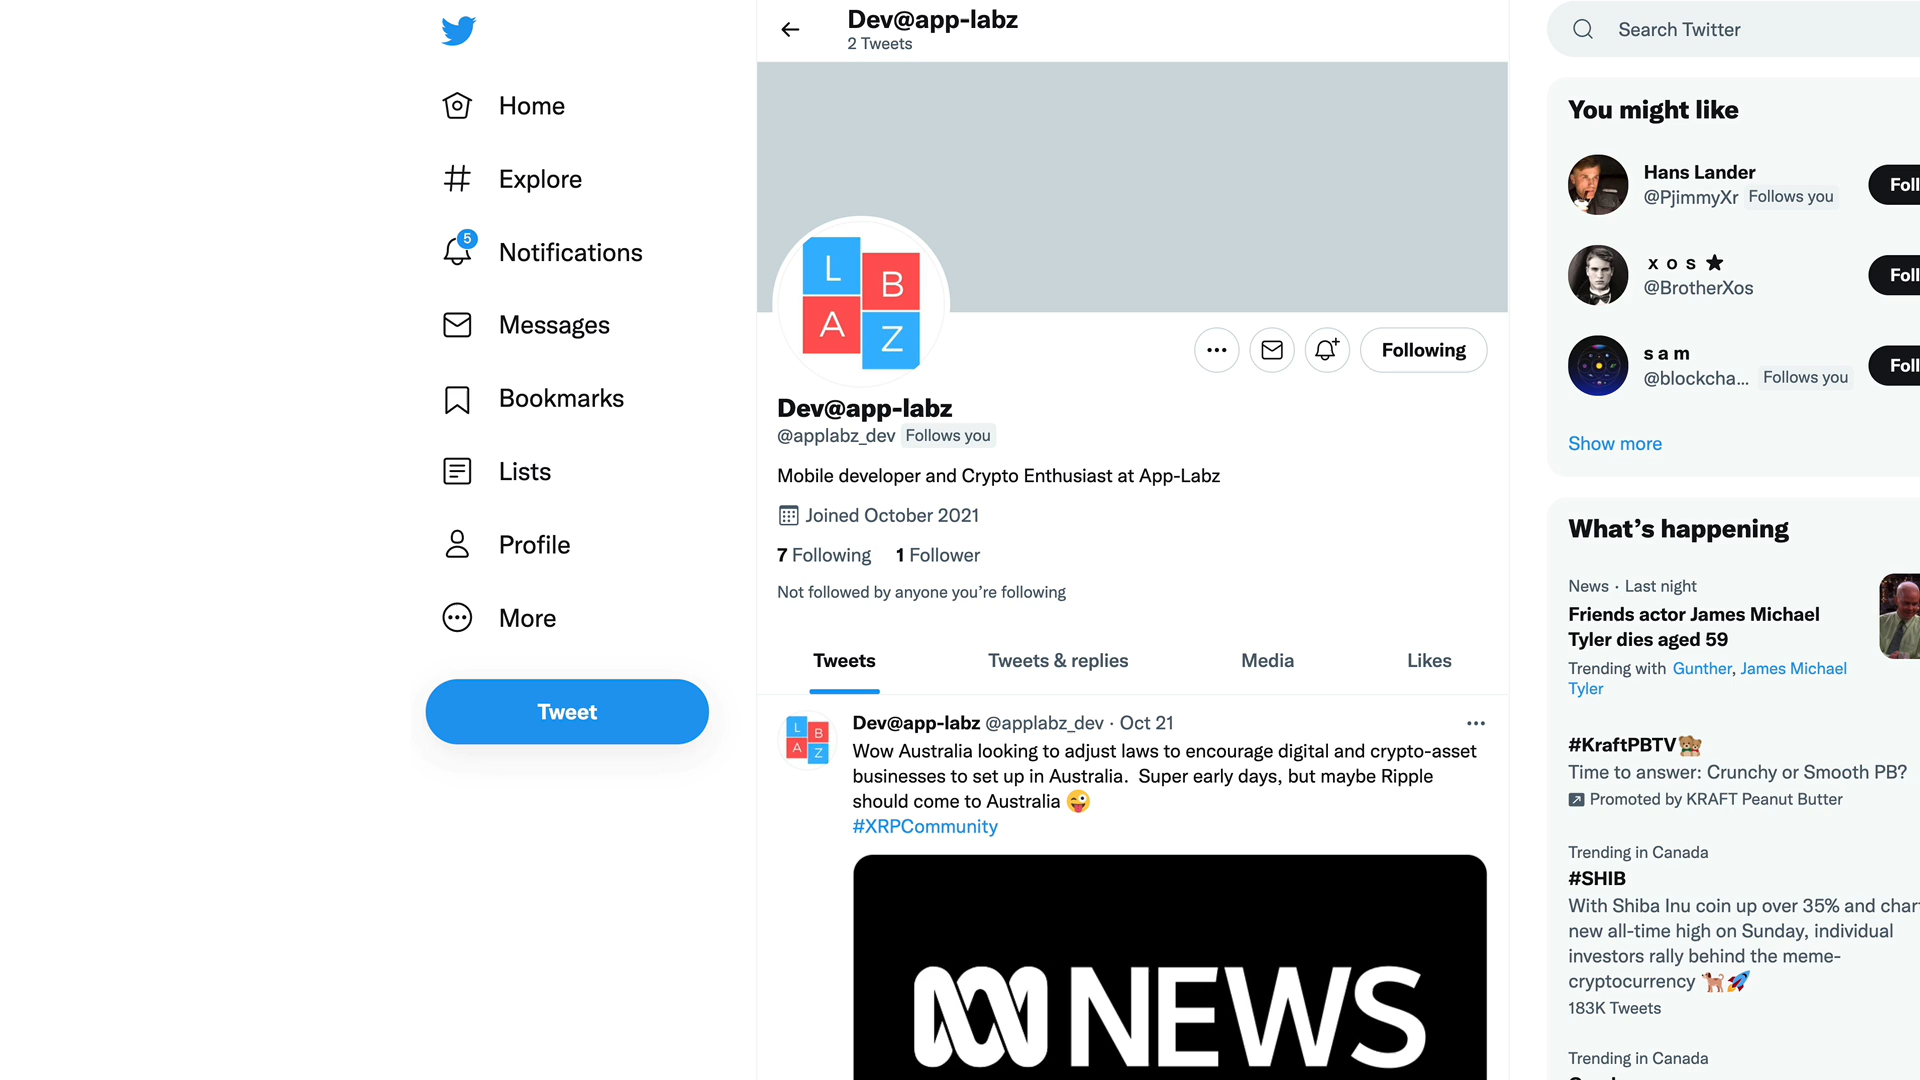 Home
Explore
5
Notifications
Messages
Bookmarks
Lists
Profile
More
Tweet
Dev@app-labz
2 Tweets
L
B
A
Z
Following
Dev@app-labz
@applabz_dev Follows you
Mobile developer and Crypto Enthusiast at App-Labz
Joined October 2021
7 Following 1 Follower
Not followed by anyone you're following
Tweets Tweets & replies Media Likes
L
B
A
Z
Dev@app-labz @applabz_dev · Oct 21
Wow Australia looking to adjust laws to encourage digital and crypto-asset
businesses to set up in Australia. Super early days, but maybe Ripple
should come to Australia 😜
#XRPCommunity
NEWS
Search Twitter
You might like
Hans Lander
@PjimmyXr Follows you
Foll
x o s ★
@BrotherXos
Foll
s a m
@blockcha... Follows you
Foll
Show more
What's happening
News · Last night
Friends actor James Michael
Tyler dies aged 59
Trending with Gunther, James Michael
Tyler
#KraftPBTV🧸
Time to answer: Crunchy or Smooth PB?
Promoted by KRAFT Peanut Butter
Trending in Canada
#SHIB
With Shiba Inu coin up over 35% and char
new all-time high on Sunday, individual
investors rally behind the meme-
cryptocurrency 🐕🚀
183K Tweets
Trending in Canada